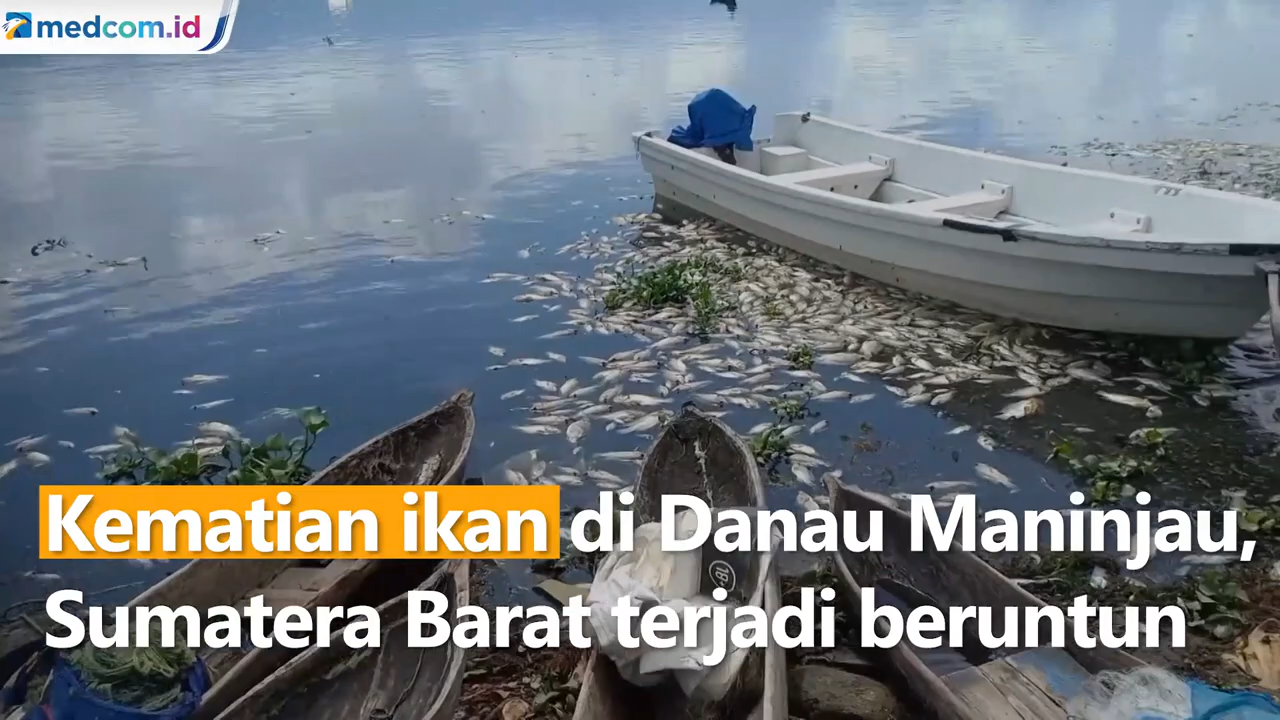 medcom.id
Kematian ikan di Danau Maninjau,
Sumatera Barat terjadi beruntun